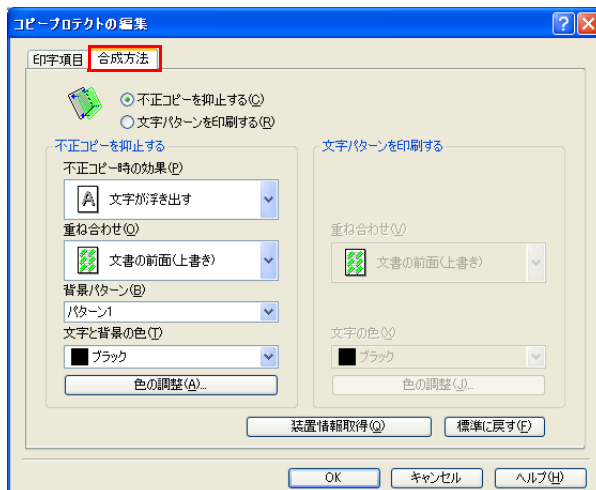 コピープロテクトの編集
印字項目 合成方法
不正コピーを抑止する(C)
文字パターンを印刷する(R)
不正コピーを抑止する
不正コピー時の効果(P)
A 文字が浮き出す
重ね合わせ(O)
文書の前面(上書き)
背景パターン(B)
パターン1
文字と背景の色(T)
ブラック
色の調整(A)...
文字パターンを印刷する
重ね合わせ(V)
文書の前面(上書き)
文字の色(X)
ブラック
色の調整(J)...
装置情報取得(Q) 標準に戻す(F)
OK キャンセル ヘルプ(H)